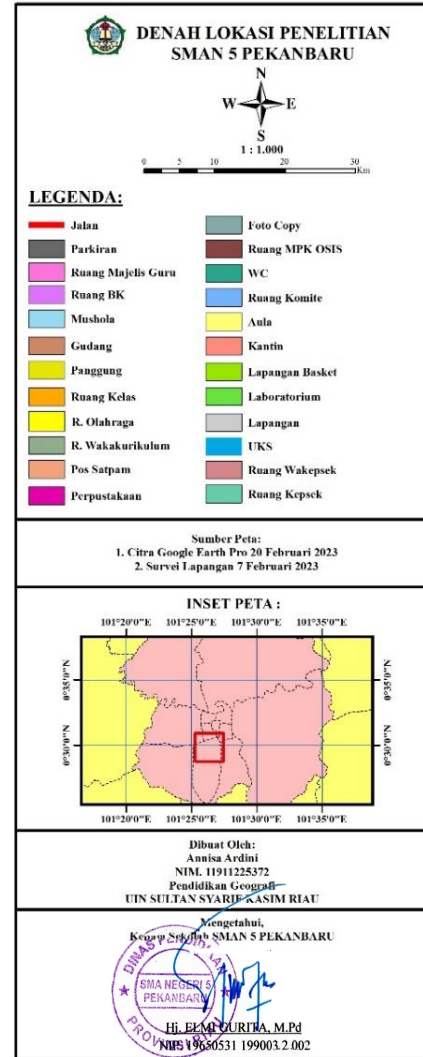 DENAH LOKASI PENELITIAN
SMAN 5 PEKANBARU
N
W E
S
1 : 1.000
0 5 10 20 30
Km
LEGENDA:
Jalan
Parkiran
Ruang Majelis Guru
Ruang BK
Mushola
Gudang
Panggung
Ruang Kelas
R. Olahraga
R. Wakakurikulum
Pos Satpam
Perpustakaan
Foto Copy
Ruang MPK OSIS
WC
Ruang Komite
Aula
Kantin
Lapangan Basket
Laboratorium
Lapangan
UKS
Ruang Wakepsek
Ruang Kepsek
Sumber Peta:
1. Citra Google Earth Pro 20 Februari 2023
2. Survei Lapangan 7 Februari 2023
INSET PETA :
101°20'0"E 101°25'0"E 101°30'0"E 101°35'0"E
0°35'0"N 0°35'0"N
0°30'0"N 0°30'0"N
101°20'0"E 101°25'0"E 101°30'0"E 101°35'0"E
Dibuat Oleh:
Annisa Ardini
NIM. 11911225372
Pendidikan Geografi
UIN SULTAN SYARIF KASIM RIAU
Mengetahui,
Kepala Sekolah SMAN 5 PEKANBARU
DINAS PENDIDIKAN
SMA NEGERI 5
PEKANBARU
PROVINSI RIAU
Hj. ELMI GURITA, M.Pd
NIP. 19650531 199003 2 002